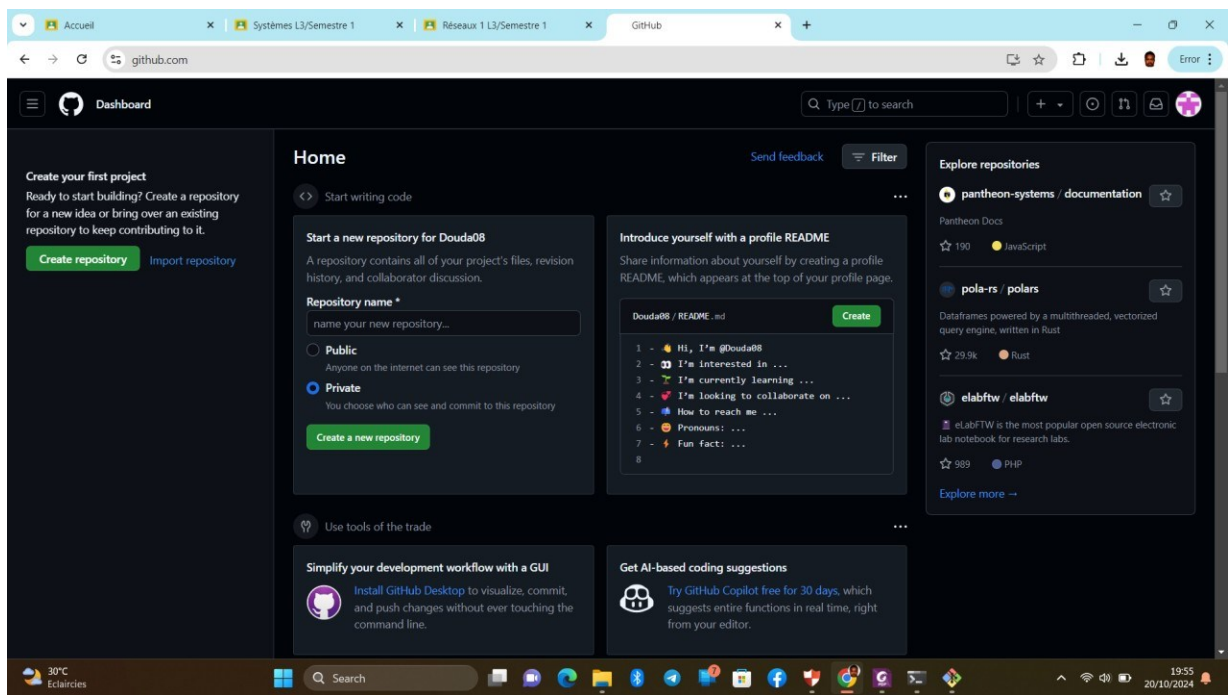 Accueil
Systèmes L3/Semestre 1
Réseaux 1 L3/Semestre 1
GitHub
github.com
Error
Dashboard
Type / to search
Create your first project
Ready to start building? Create a repository
for a new idea or bring over an existing
repository to keep contributing to it.
Create repository
Import repository
Home
Send feedback
Filter
Start writing code
Start a new repository for Douda08
A repository contains all of your project's files, revision
history, and collaborator discussion.
Repository name *
name your new repository...
Public
Anyone on the internet can see this repository
Private
You choose who can see and commit to this repository
Create a new repository
Introduce yourself with a profile README
Share information about yourself by creating a profile
README, which appears at the top of your profile page.
Douda08 / README.md
Create
1 - 👋 Hi, I'm @Douda08
2 - 👀 I'm interested in ...
3 - 🌱 I'm currently learning ...
4 - 💞️ I'm looking to collaborate on ...
5 - 📫 How to reach me ...
6 - 😄 Pronouns: ...
7 - ⚡ Fun fact: ...
8
Use tools of the trade
Simplify your development workflow with a GUI
Install GitHub Desktop to visualize, commit,
and push changes without ever touching the
command line.
Get AI-based coding suggestions
Try GitHub Copilot free for 30 days, which
suggests entire functions in real time, right
from your editor.
Explore repositories
pantheon-systems / documentation
Pantheon Docs
190 JavaScript
pola-rs / polars
Dataframes powered by a multithreaded, vectorized
query engine, written in Rust
29.9k Rust
elabftw / elabftw
📓 eLabFTW is the most popular open source electronic
lab notebook for research labs.
989 PHP
Explore more →
30°C
Eclaircies
Search
19:55
20/10/2024